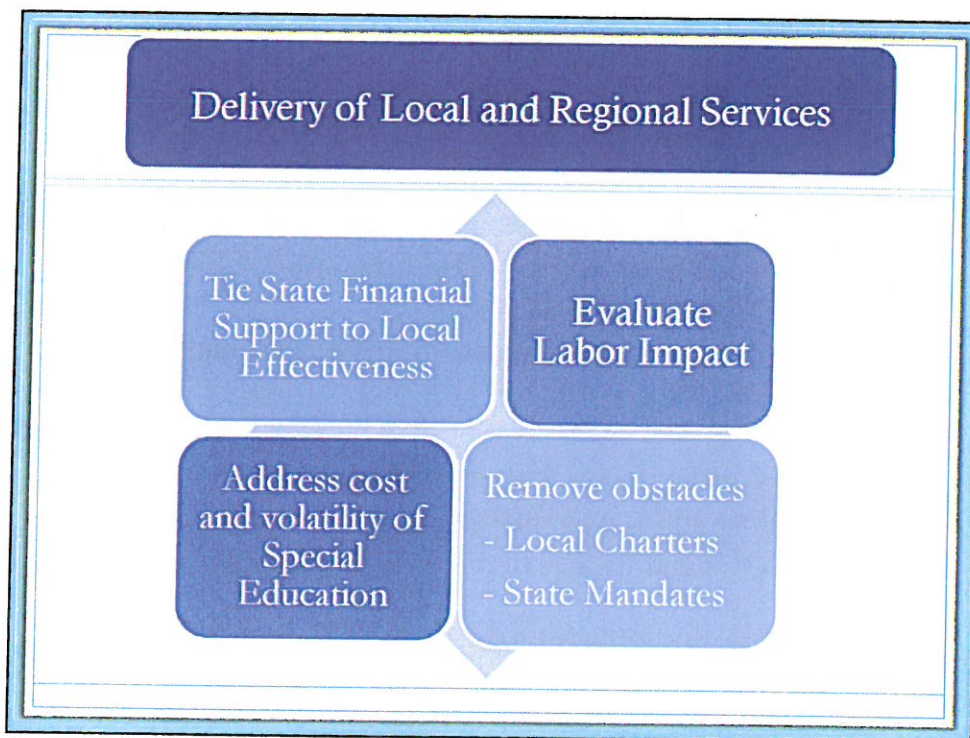 Delivery of Local and Regional Services
Tie State Financial
Support to Local
Effectiveness
Evaluate
Labor Impact
Address cost
and volatility of
Special
Education
Remove obstacles
- Local Charters
- State Mandates